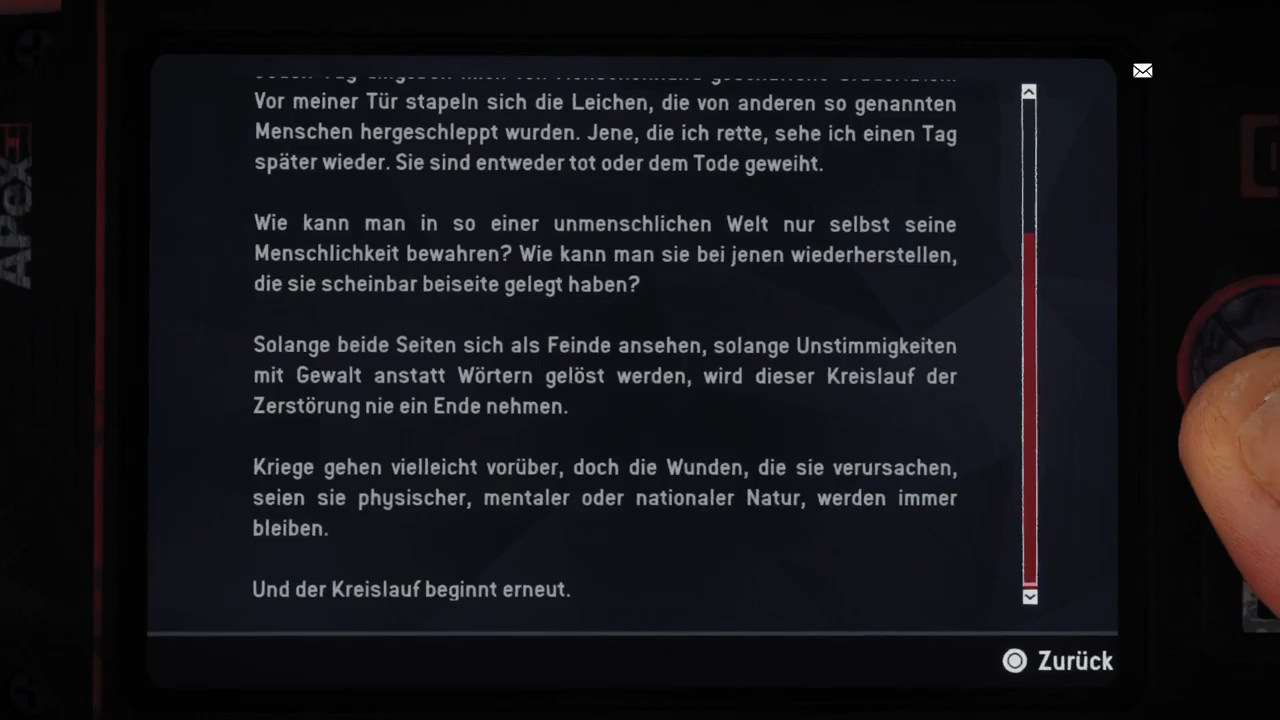 Vor meiner Tür stapeln sich die Leichen, die von anderen so genannten
Menschen hergeschleppt wurden. Jene, die ich rette, sehe ich einen Tag
später wieder. Sie sind entweder tot oder dem Tode geweiht.
Wie kann man in so einer unmenschlichen Welt nur selbst seine
Menschlichkeit bewahren? Wie kann man sie bei jenen wiederherstellen,
die sie scheinbar beiseite gelegt haben?
Solange beide Seiten sich als Feinde ansehen, solange Unstimmigkeiten
mit Gewalt anstatt Wörtern gelöst werden, wird dieser Kreislauf der
Zerstörung nie ein Ende nehmen.
Kriege gehen vielleicht vorüber, doch die Wunden, die sie verursachen,
seien sie physischer, mentaler oder nationaler Natur, werden immer
bleiben.
Und der Kreislauf beginnt erneut.
Zurück
APEX